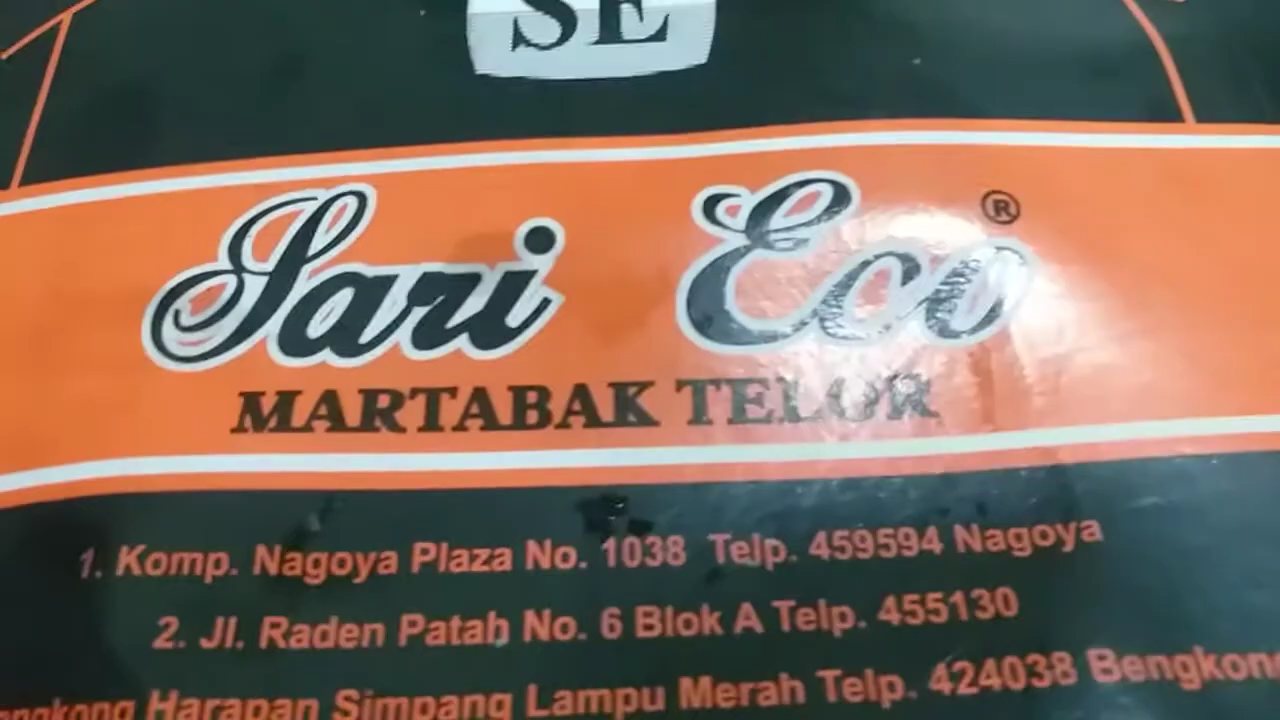 SE
Sari Eco ®
MARTABAK TELOR
1. Komp. Nagoya Plaza No. 1038 Telp. 459594 Nagoya
2. Jl. Raden Patah No. 6 Blok A Telp. 455130
Harapan Simpang Lampu Merah Telp. 424038